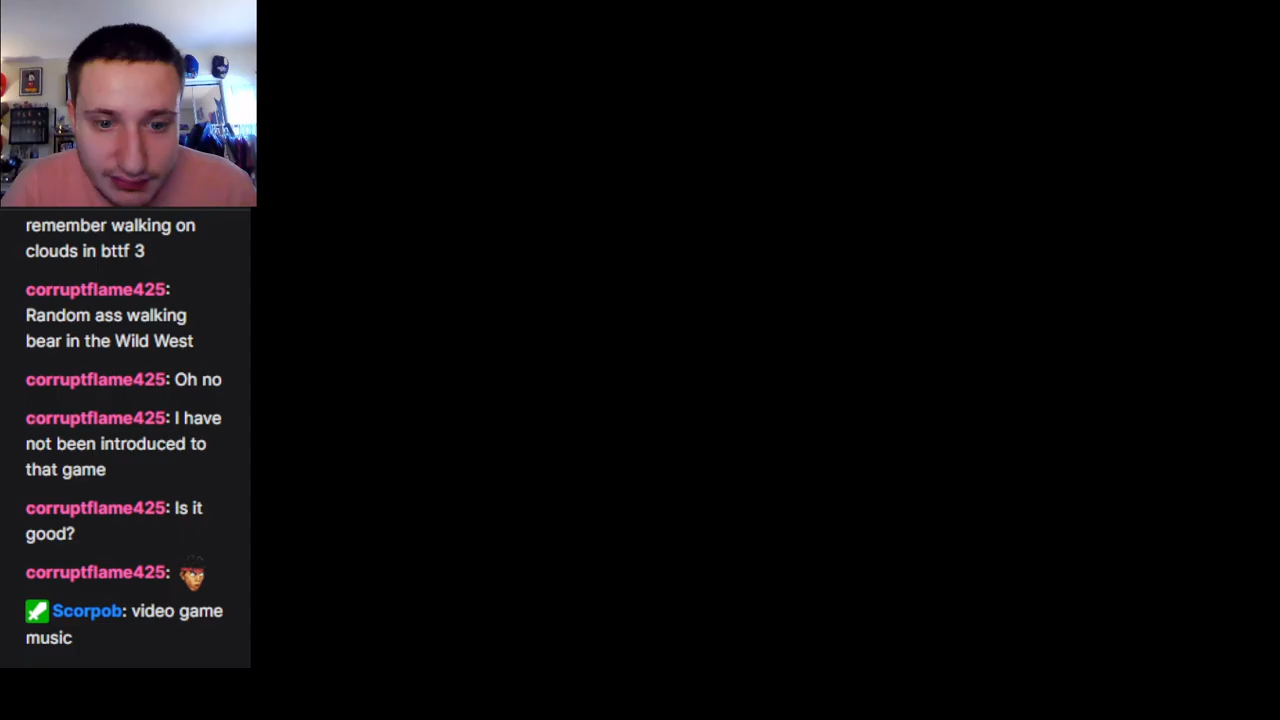 remember walking on
clouds in bttf 3
corruptflame425:
Random ass walking
bear in the Wild West
corruptflame425: Oh no
corruptflame425: I have
not been introduced to
that game
corruptflame425: Is it
good?
corruptflame425:
Scorpob: video game
music